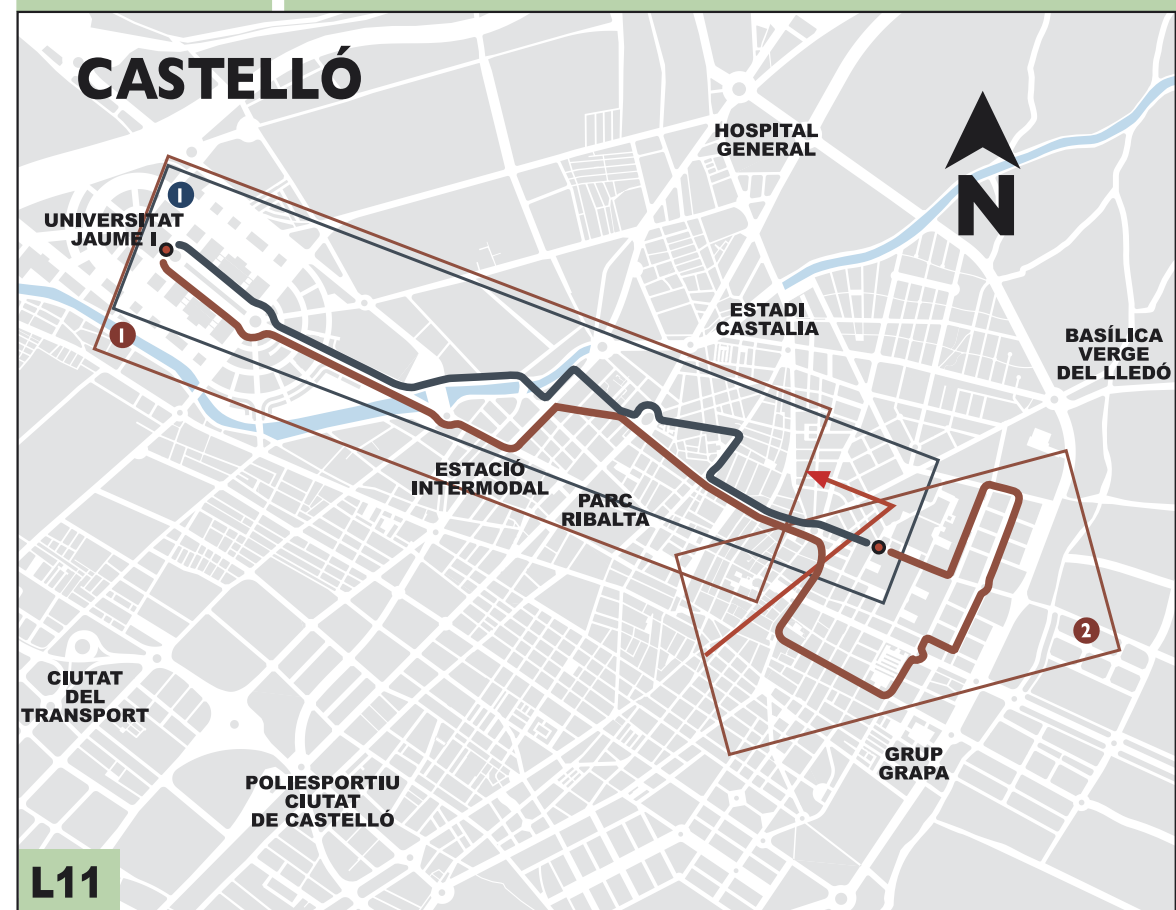 CASTELLÓ
HOSPITAL
GENERAL
N
1
UNIVERSITAT
JAUME I
ESTADI
CASTALIA
1
BASÍLICA
VERGE
DEL LLEDÓ
ESTACIÓ
INTERMODAL
PARC
RIBALTA
2
CIUTAT
DEL
TRANSPORT
GRUP
GRAPA
POLIESPORTIU
CIUTAT
DE CASTELLÓ
L11